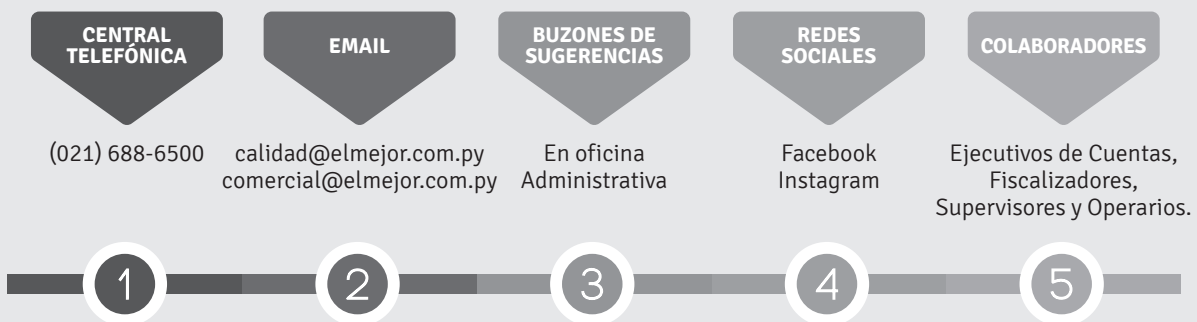 CENTRAL
TELEFÓNICA
EMAIL
BUZONES DE
SUGERENCIAS
REDES
SOCIALES
COLABORADORES
(021) 688-6500
calidad@elmejor.com.py
comercial@elmejor.com.py
En oficina
Administrativa
Facebook
Instagram
Ejecutivos de Cuentas,
Fiscalizadores,
Supervisores y Operarios.
1
2
3
4
5